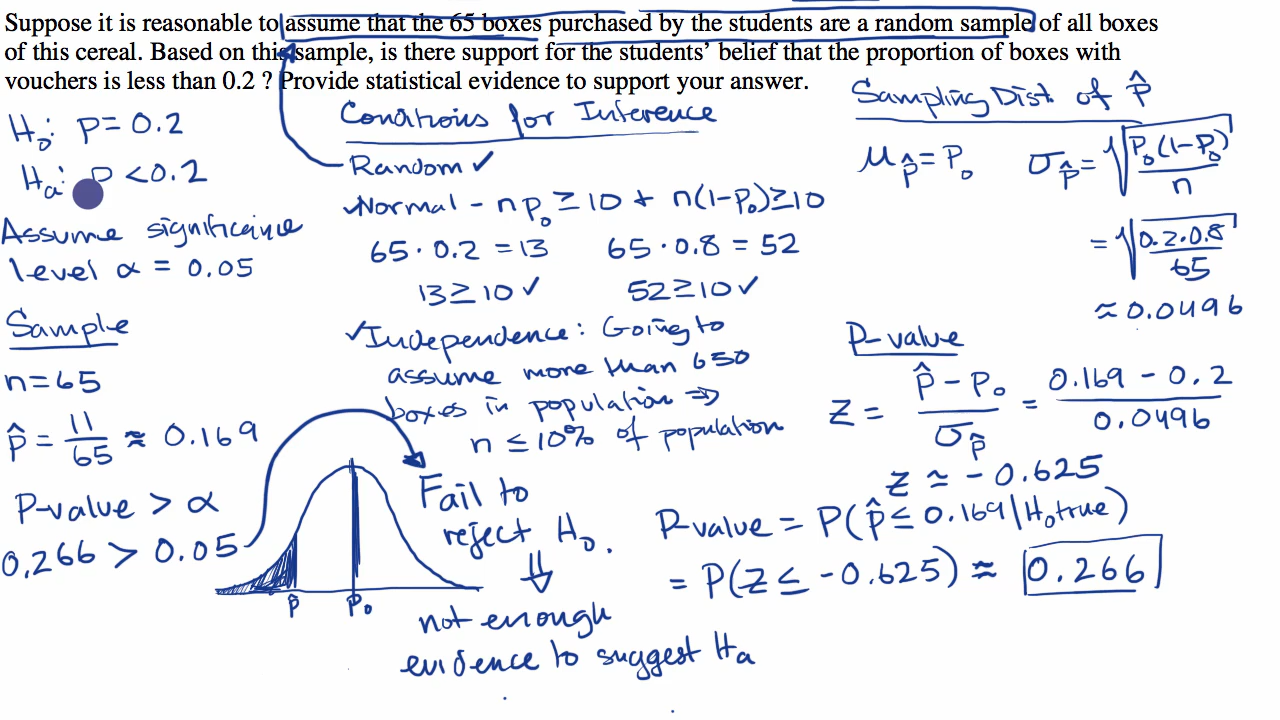 Suppose it is reasonable to assume that the 65 boxes purchased by the students are a random sample of all boxes
of this cereal. Based on this sample, is there support for the students’ belief that the proportion of boxes with
vouchers is less than 0.2 ? Provide statistical evidence to support your answer.
H₀: p = 0.2
Hₐ: p < 0.2
Assume significance
level α = 0.05
Sample
n = 65
p̂ = 11/65 ≈ 0.169
P-value > α
0.266 > 0.05
Conditions for Inference
Random ✓
✓Normal - np₀ ≥ 10 + n(1-P₀) ≥ 10
65 · 0.2 = 13 65 · 0.8 = 52
13 ≥ 10 ✓ 52 ≥ 10 ✓
✓Independence: Going to
assume more than 650
boxes in population ⇒
n ≤ 10% of population
p̂ P₀
Fail to
reject H₀.
⇓
not enough
evidence to suggest Hₐ
Sampling Dist. of p̂
μp̂ = P₀ σp̂ = √(P₀(1-P₀)/n)
= √(0.2·0.8/65)
≈ 0.0496
P-value
Z = (p̂ - P₀)/σp̂ = (0.169 - 0.2)/0.0496
Z ≈ -0.625
P-value = P(p̂ ≤ 0.169 | H₀ true)
= P(Z ≤ -0.625) ≈ 0.266